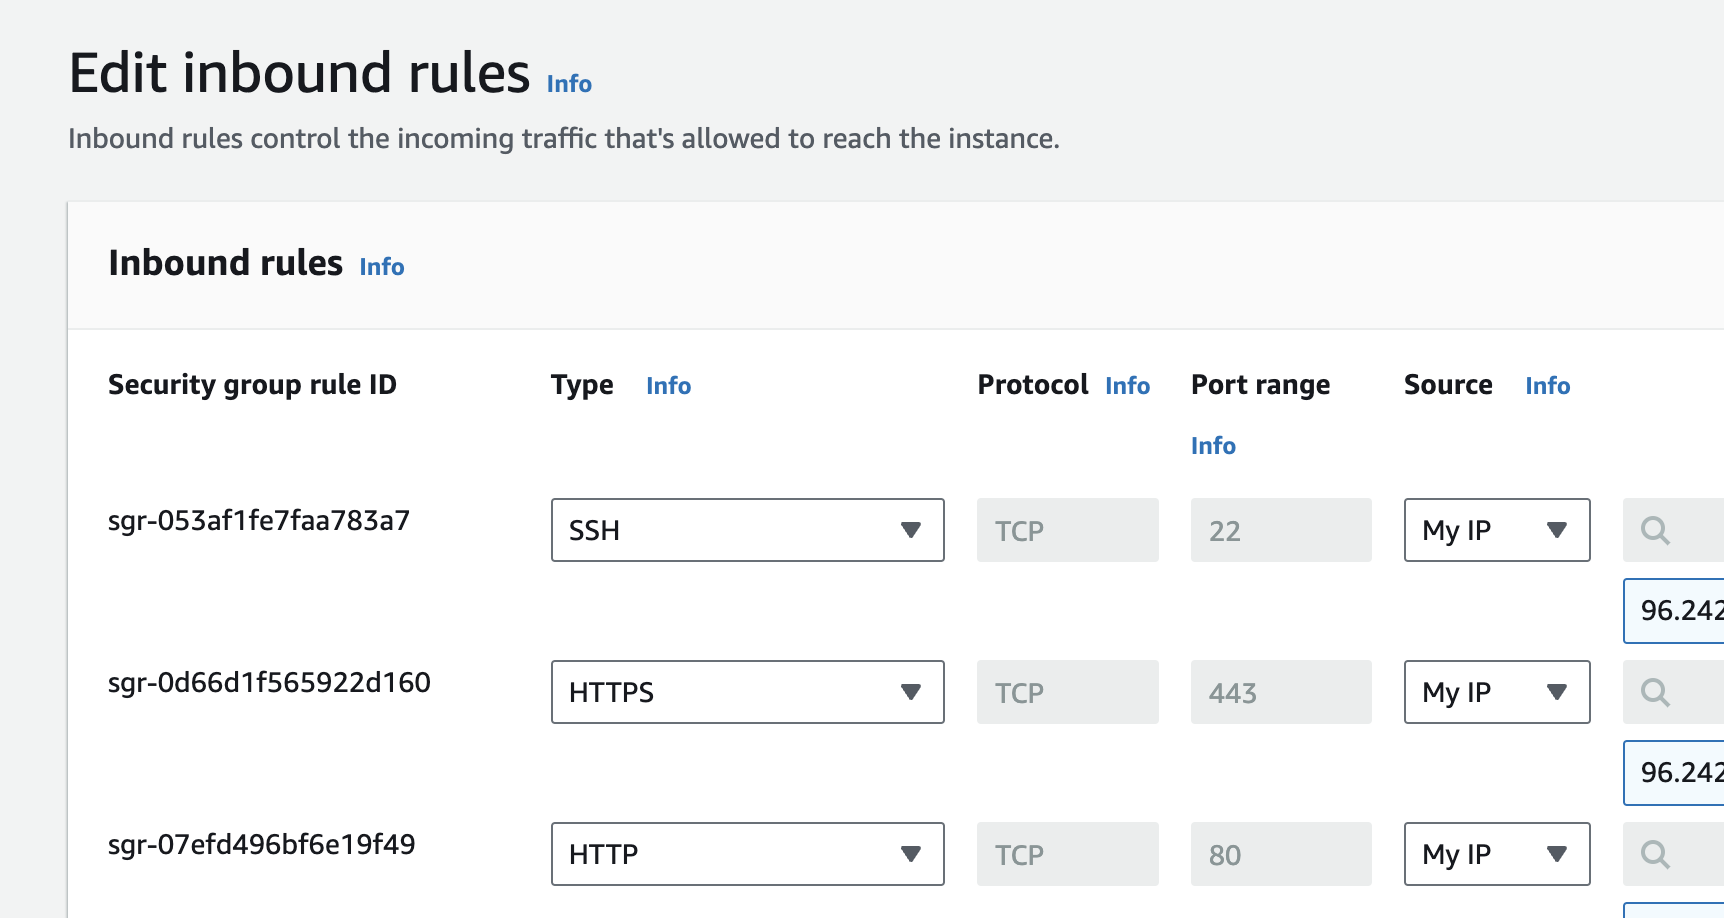 Edit inbound rules Info
Inbound rules control the incoming traffic that's allowed to reach the instance.
Inbound rules Info
Security group rule ID Type Info Protocol Info Port range Source Info
Info
sgr-053af1fe7faa783a7 SSH TCP 22 My IP
96.242
sgr-0d66d1f565922d160 HTTPS TCP 443 My IP
96.242
sgr-07efd496bf6e19f49 HTTP TCP 80 My IP